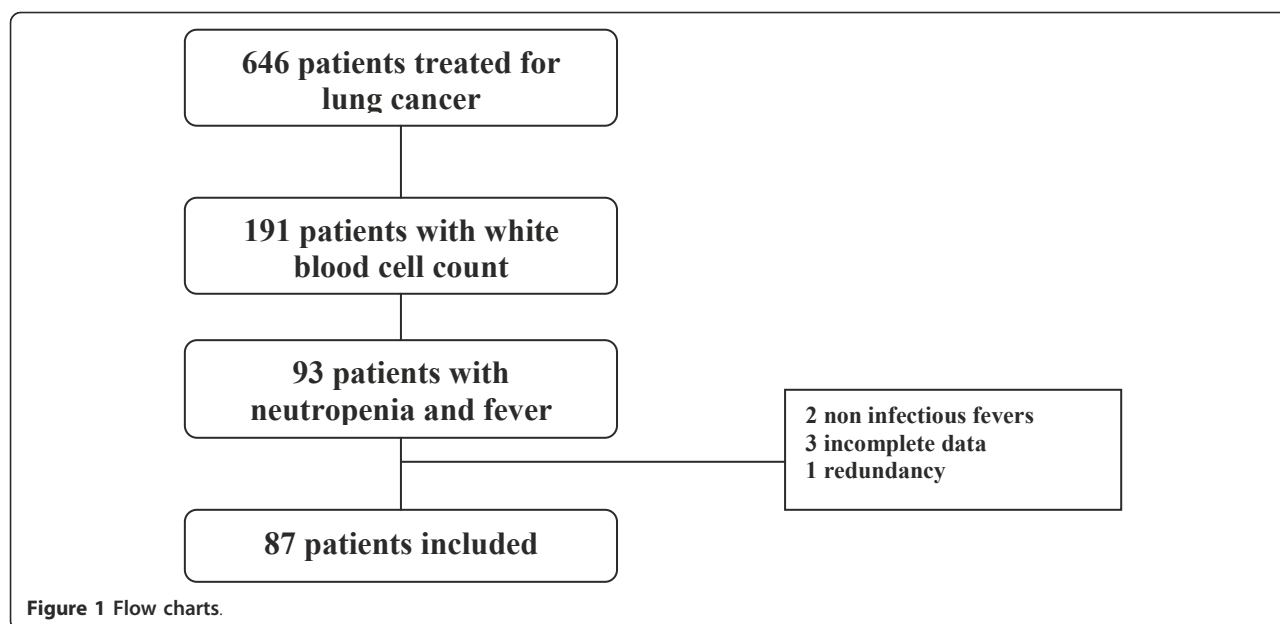 646 patients treated for
lung cancer
191 patients with white
blood cell count
93 patients with
neutropenia and fever
2 non infectious fevers
3 incomplete data
1 redundancy
87 patients included
Figure 1 Flow charts.